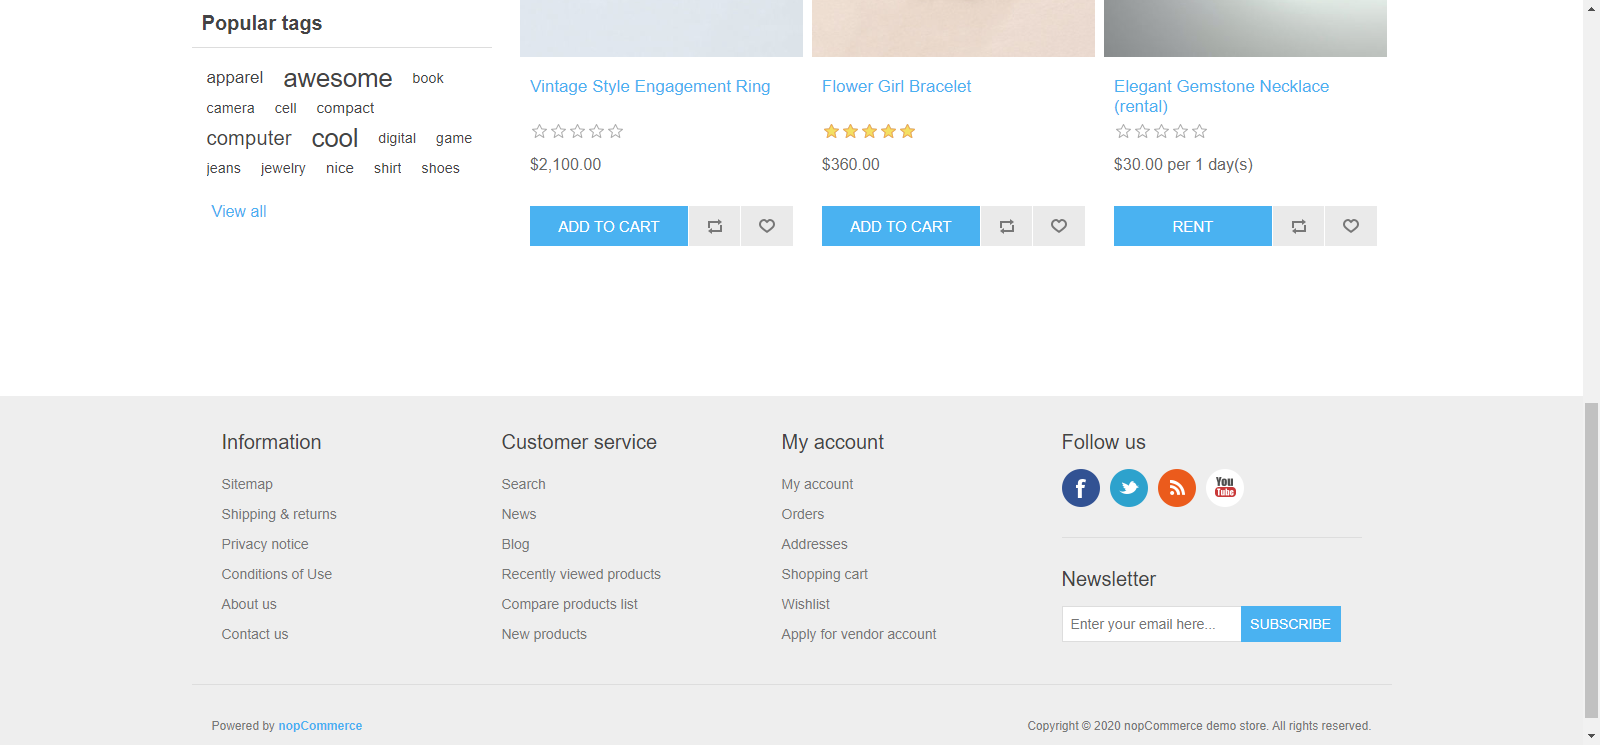 Popular tags
apparel awesome book
camera cell compact
computer cool digital game
jeans jewelry nice shirt shoes
View all
Vintage Style Engagement Ring
$2,100.00
ADD TO CART
Flower Girl Bracelet
$360.00
ADD TO CART
Elegant Gemstone Necklace
(rental)
$30.00 per 1 day(s)
RENT
Information
Sitemap
Shipping & returns
Privacy notice
Conditions of Use
About us
Contact us
Customer service
Search
News
Blog
Recently viewed products
Compare products list
New products
My account
My account
Orders
Addresses
Shopping cart
Wishlist
Apply for vendor account
Follow us
f
You
Tube
Newsletter
Enter your email here...
SUBSCRIBE
Powered by nopCommerce
Copyright © 2020 nopCommerce demo store. All rights reserved.